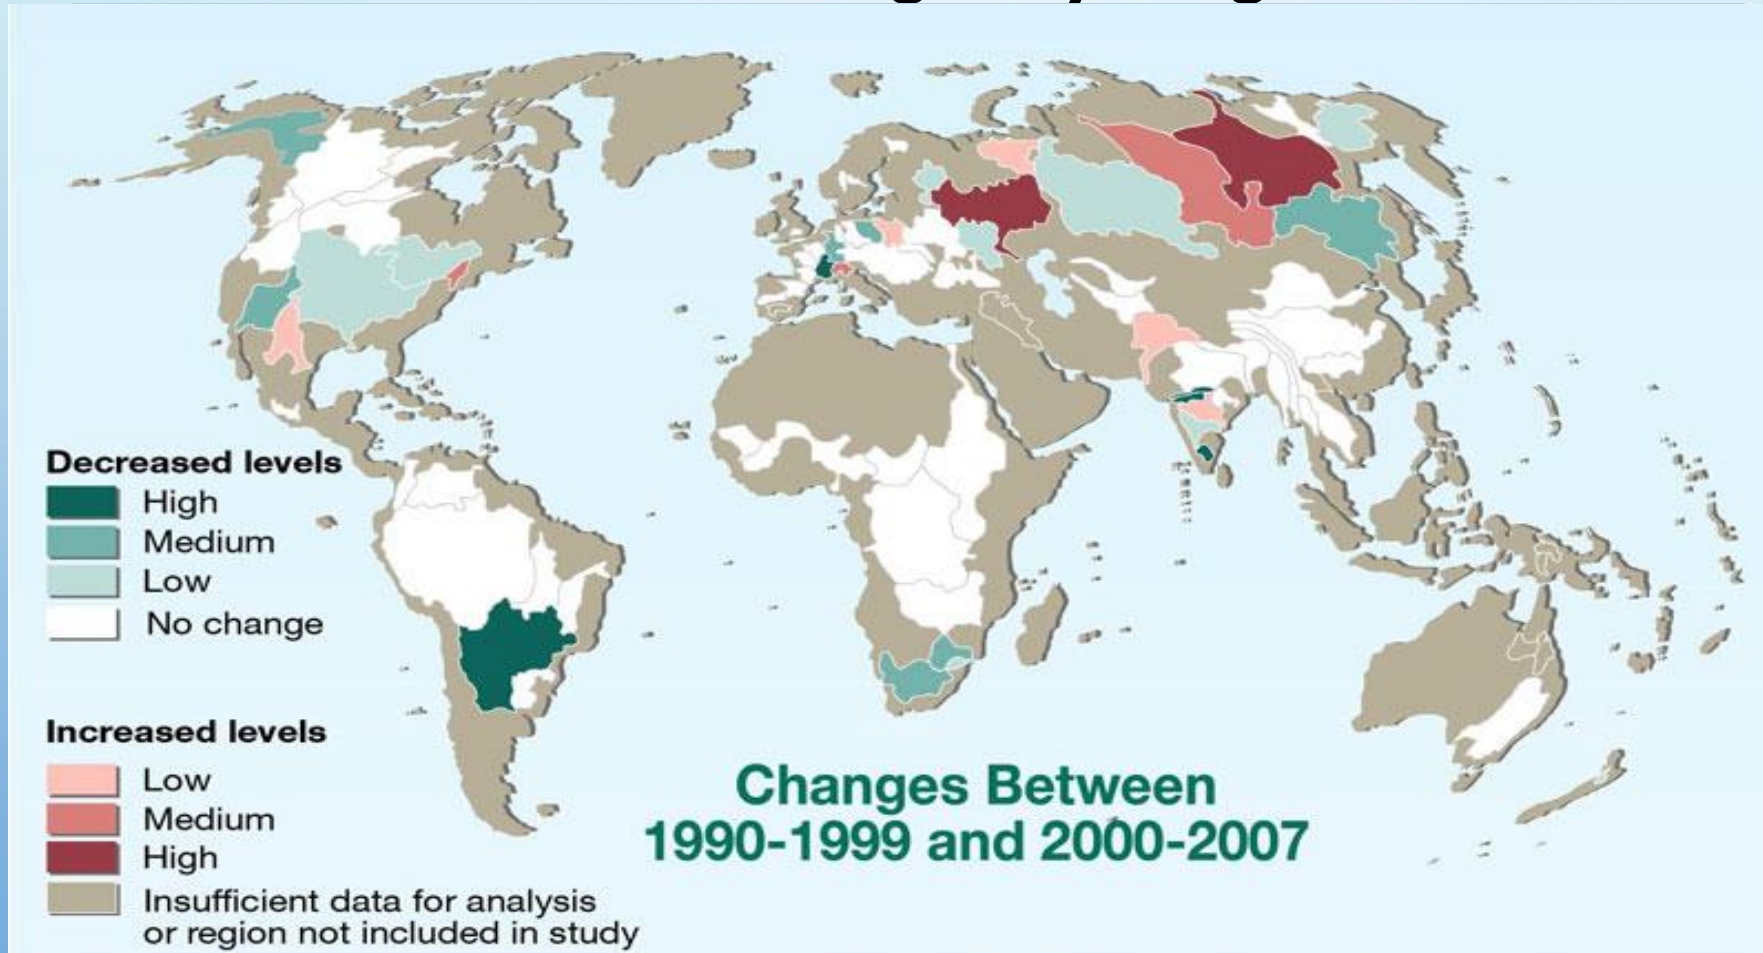 Decreased levels
High
Medium
Low
No change
Increased levels
Low
Medium
High
Insufficient data for analysis
or region not included in study
Changes Between
1990-1999 and 2000-2007